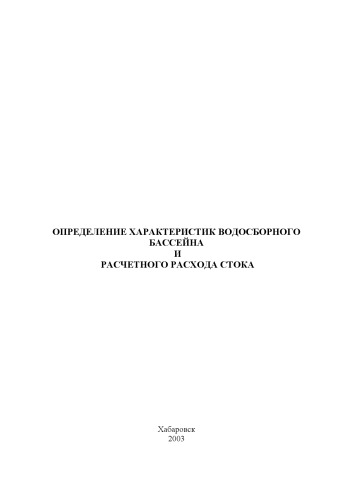 ОПРЕДЕЛЕНИЕ ХАРАКТЕРИСТИК ВОДОСБОРНОГО
БАССЕЙНА
И
РАСЧЕТНОГО РАСХОДА СТОКА
Хабаровск
2003